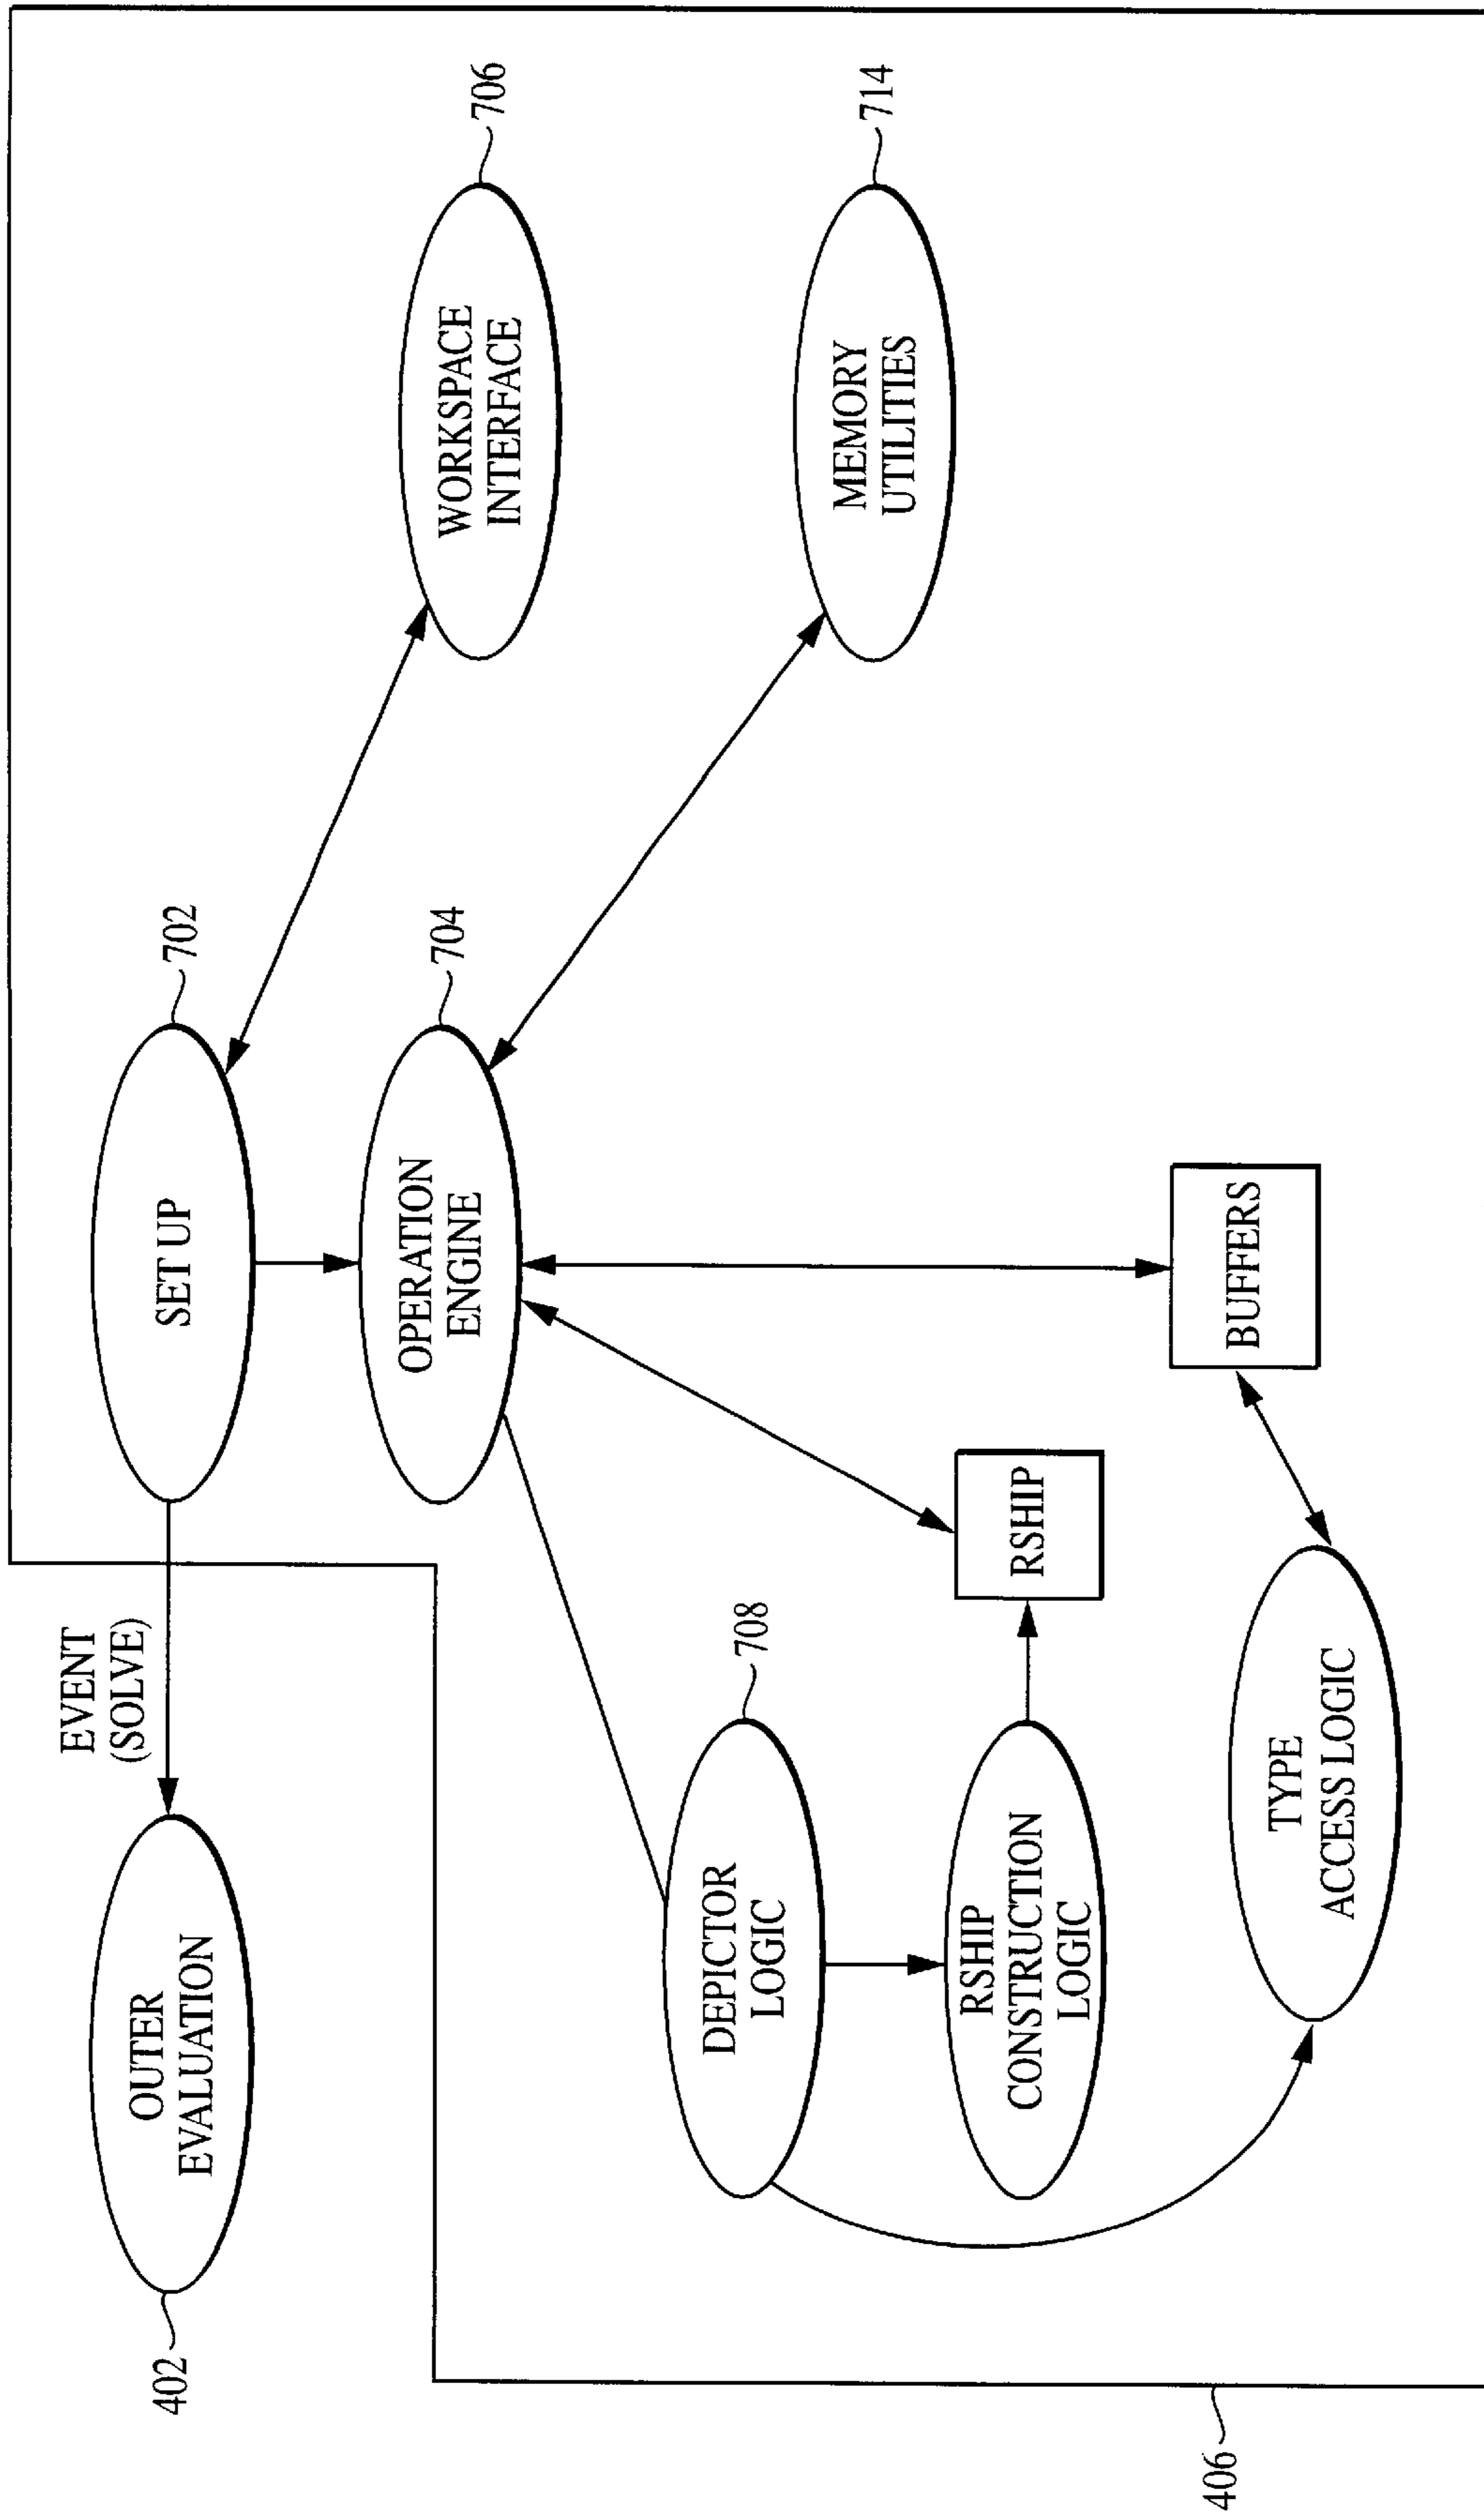 EVENT
(SOLVE)
402
OUTER
EVALUATION
SET UP
702
OPERATION
ENGINE
704
WORKSPACE
INTERFACE
706
DEPICTOR
LOGIC
708
MEMORY
UTILITIES
714
RSHIP
CONSTRUCTION
LOGIC
RSHIP
BUFFERS
TYPE
ACCESS LOGIC
406